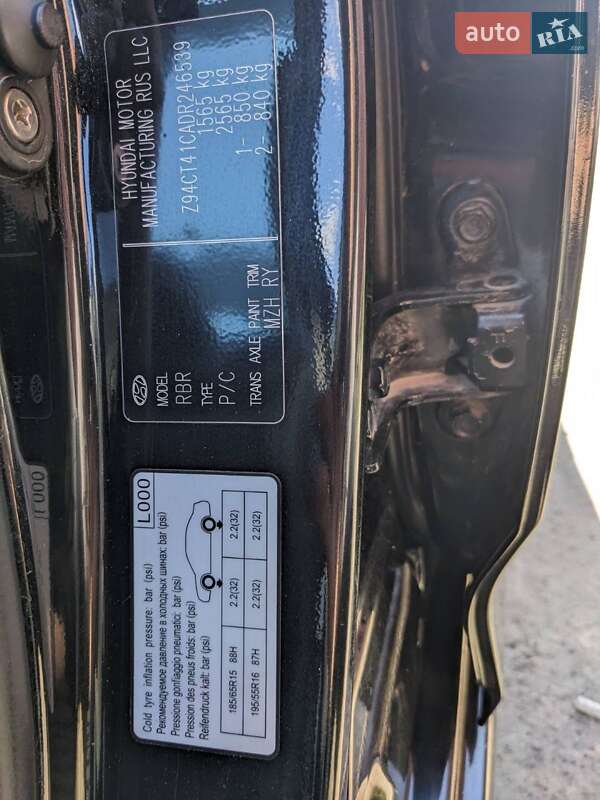 auto RIA
.com
HYUNDAI MOTOR
MANUFACTURING RUS LLC
Z94CT41CADR246539
1565 kg
2565 kg
1- 850 kg
2- 840 kg
MODEL
RBR
TYPE
P/C
TRANS AXLE PAINT TRIM
MZH RY
L000
Cold tyre inflation pressure: bar (psi)
Рекомендуемое давление в холодных шинах: bar (psi)
Pressione gonfiaggio pneumatici: bar (psi)
Pression des pneus froids: bar (psi)
Reifendruck kalt: bar (psi)
185/65R15 88H 2.2(32) 2.2(32)
195/55R16 87H 2.2(32) 2.2(32)
L000